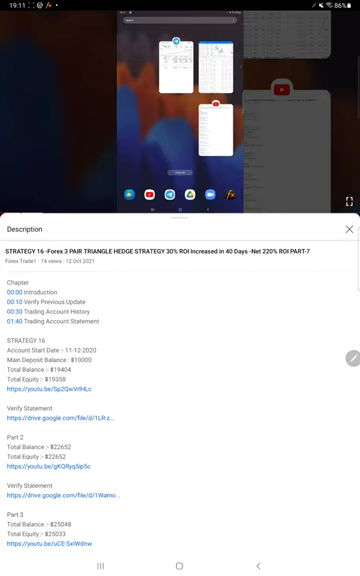 19:11
86%
Description
STRATEGY 16 -Forex 3 PAIR TRIANGLE HEDGE STRATEGY 30% ROI Increased in 40 Days -Net 220% ROI PART-7
Forex Trade1 · 74 views · 12 Oct 2021
Chapter
00:00 Introduction
00:10 Verify Previous Update
00:30 Trading Account History
01:40 Trading Account Statement
STRATEGY 16
Account Start Date :- 11-12-2020
Main Deposit Balance : $10000
Total Balance :- $19404
Total Equity :- $19358
https://youtu.be/Sp2QwVrlHLc
Verify Statement
https://drive.google.com/file/d/1LR-z...
Part 2
Total Balance :- $22652
Total Equity :- $22652
https://youtu.be/gKQRyq5ip5c
Verify Statement
https://drive.google.com/file/d/1Wamo...
Part 3
Total Balance :- $25048
Total Equity :- $25033
https://youtu.be/uCE-SxiWdnw